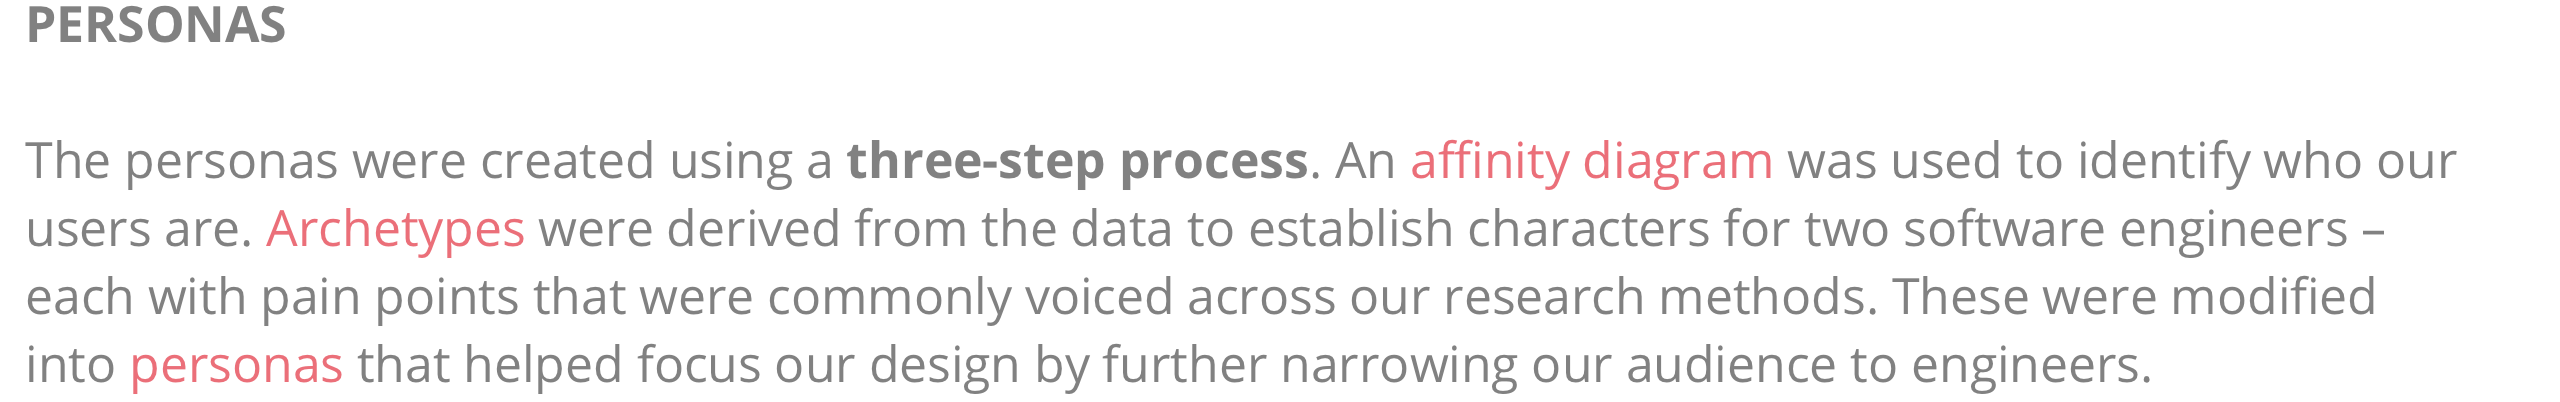 PERSONAS
The personas were created using a three-step process. An affinity diagram was used to identify who our
users are. Archetypes were derived from the data to establish characters for two software engineers –
each with pain points that were commonly voiced across our research methods. These were modified
into personas that helped focus our design by further narrowing our audience to engineers.